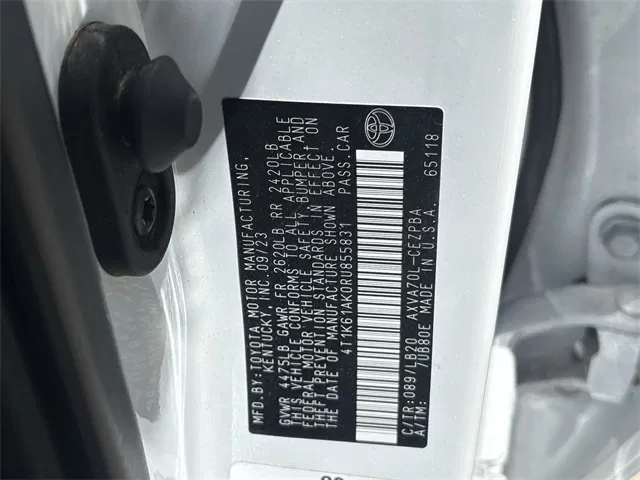 MFD.BY:TOYOTA MOTOR MANUFACTURING,
KENTUCKY, INC. 09/23
GVWR 4475LB GAWR FR 2620LB RR 2420LB
THIS VEHICLE CONFORMS TO ALL APPLICABLE
FEDERAL MOTOR VEHICLE SAFETY, BUMPER AND
THEFT PREVENTION STANDARDS IN EFFECT ON
THE DATE OF MANUFACTURE SHOWN ABOVE.
4T1K61AK0RU855831 PASS.CAR
C/TR:089/LB20 AXVA70L-CEZPBA
A/TM: 7UB80E MADE IN U.S.A. 65118